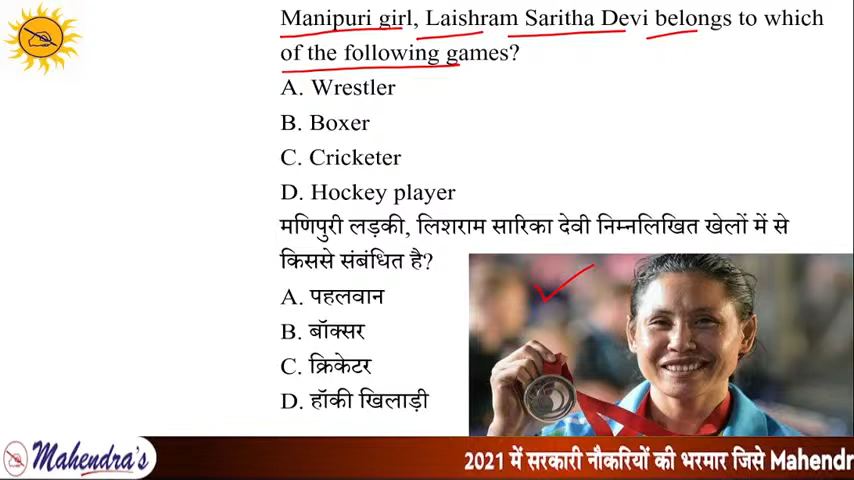 Manipuri girl, Laishram Saritha Devi belongs to which
of the following games?
A. Wrestler
B. Boxer
C. Cricketer
D. Hockey player
मणिपुरी लड़की, लिशराम सारिका देवी निम्नलिखित खेलों में से
किससे संबंधित है?
A. पहलवान
B. बॉक्सर
C. क्रिकेटर
D. हॉकी खिलाड़ी
Mahendra's
2021 में सरकारी नौकरियों की भरमार जिसे Mahendr